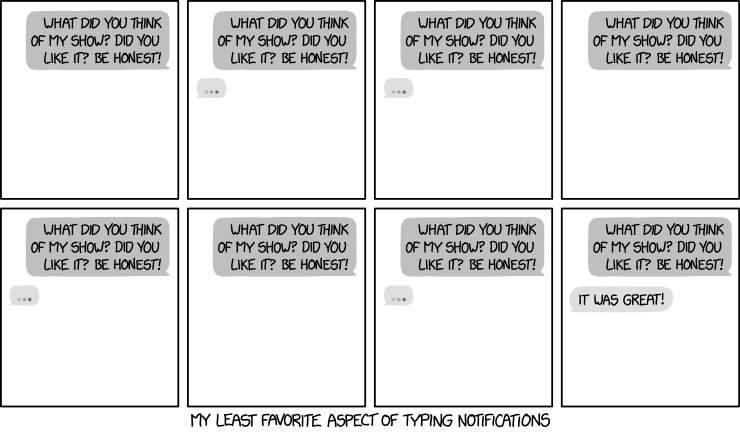 WHAT DID YOU THINK
OF MY SHOW? DID YOU
LIKE IT? BE HONEST!
WHAT DID YOU THINK
OF MY SHOW? DID YOU
LIKE IT? BE HONEST!
...
WHAT DID YOU THINK
OF MY SHOW? DID YOU
LIKE IT? BE HONEST!
...
WHAT DID YOU THINK
OF MY SHOW? DID YOU
LIKE IT? BE HONEST!
WHAT DID YOU THINK
OF MY SHOW? DID YOU
LIKE IT? BE HONEST!
...
WHAT DID YOU THINK
OF MY SHOW? DID YOU
LIKE IT? BE HONEST!
WHAT DID YOU THINK
OF MY SHOW? DID YOU
LIKE IT? BE HONEST!
...
WHAT DID YOU THINK
OF MY SHOW? DID YOU
LIKE IT? BE HONEST!
IT WAS GREAT!
MY LEAST FAVORITE ASPECT OF TYPING NOTIFICATIONS